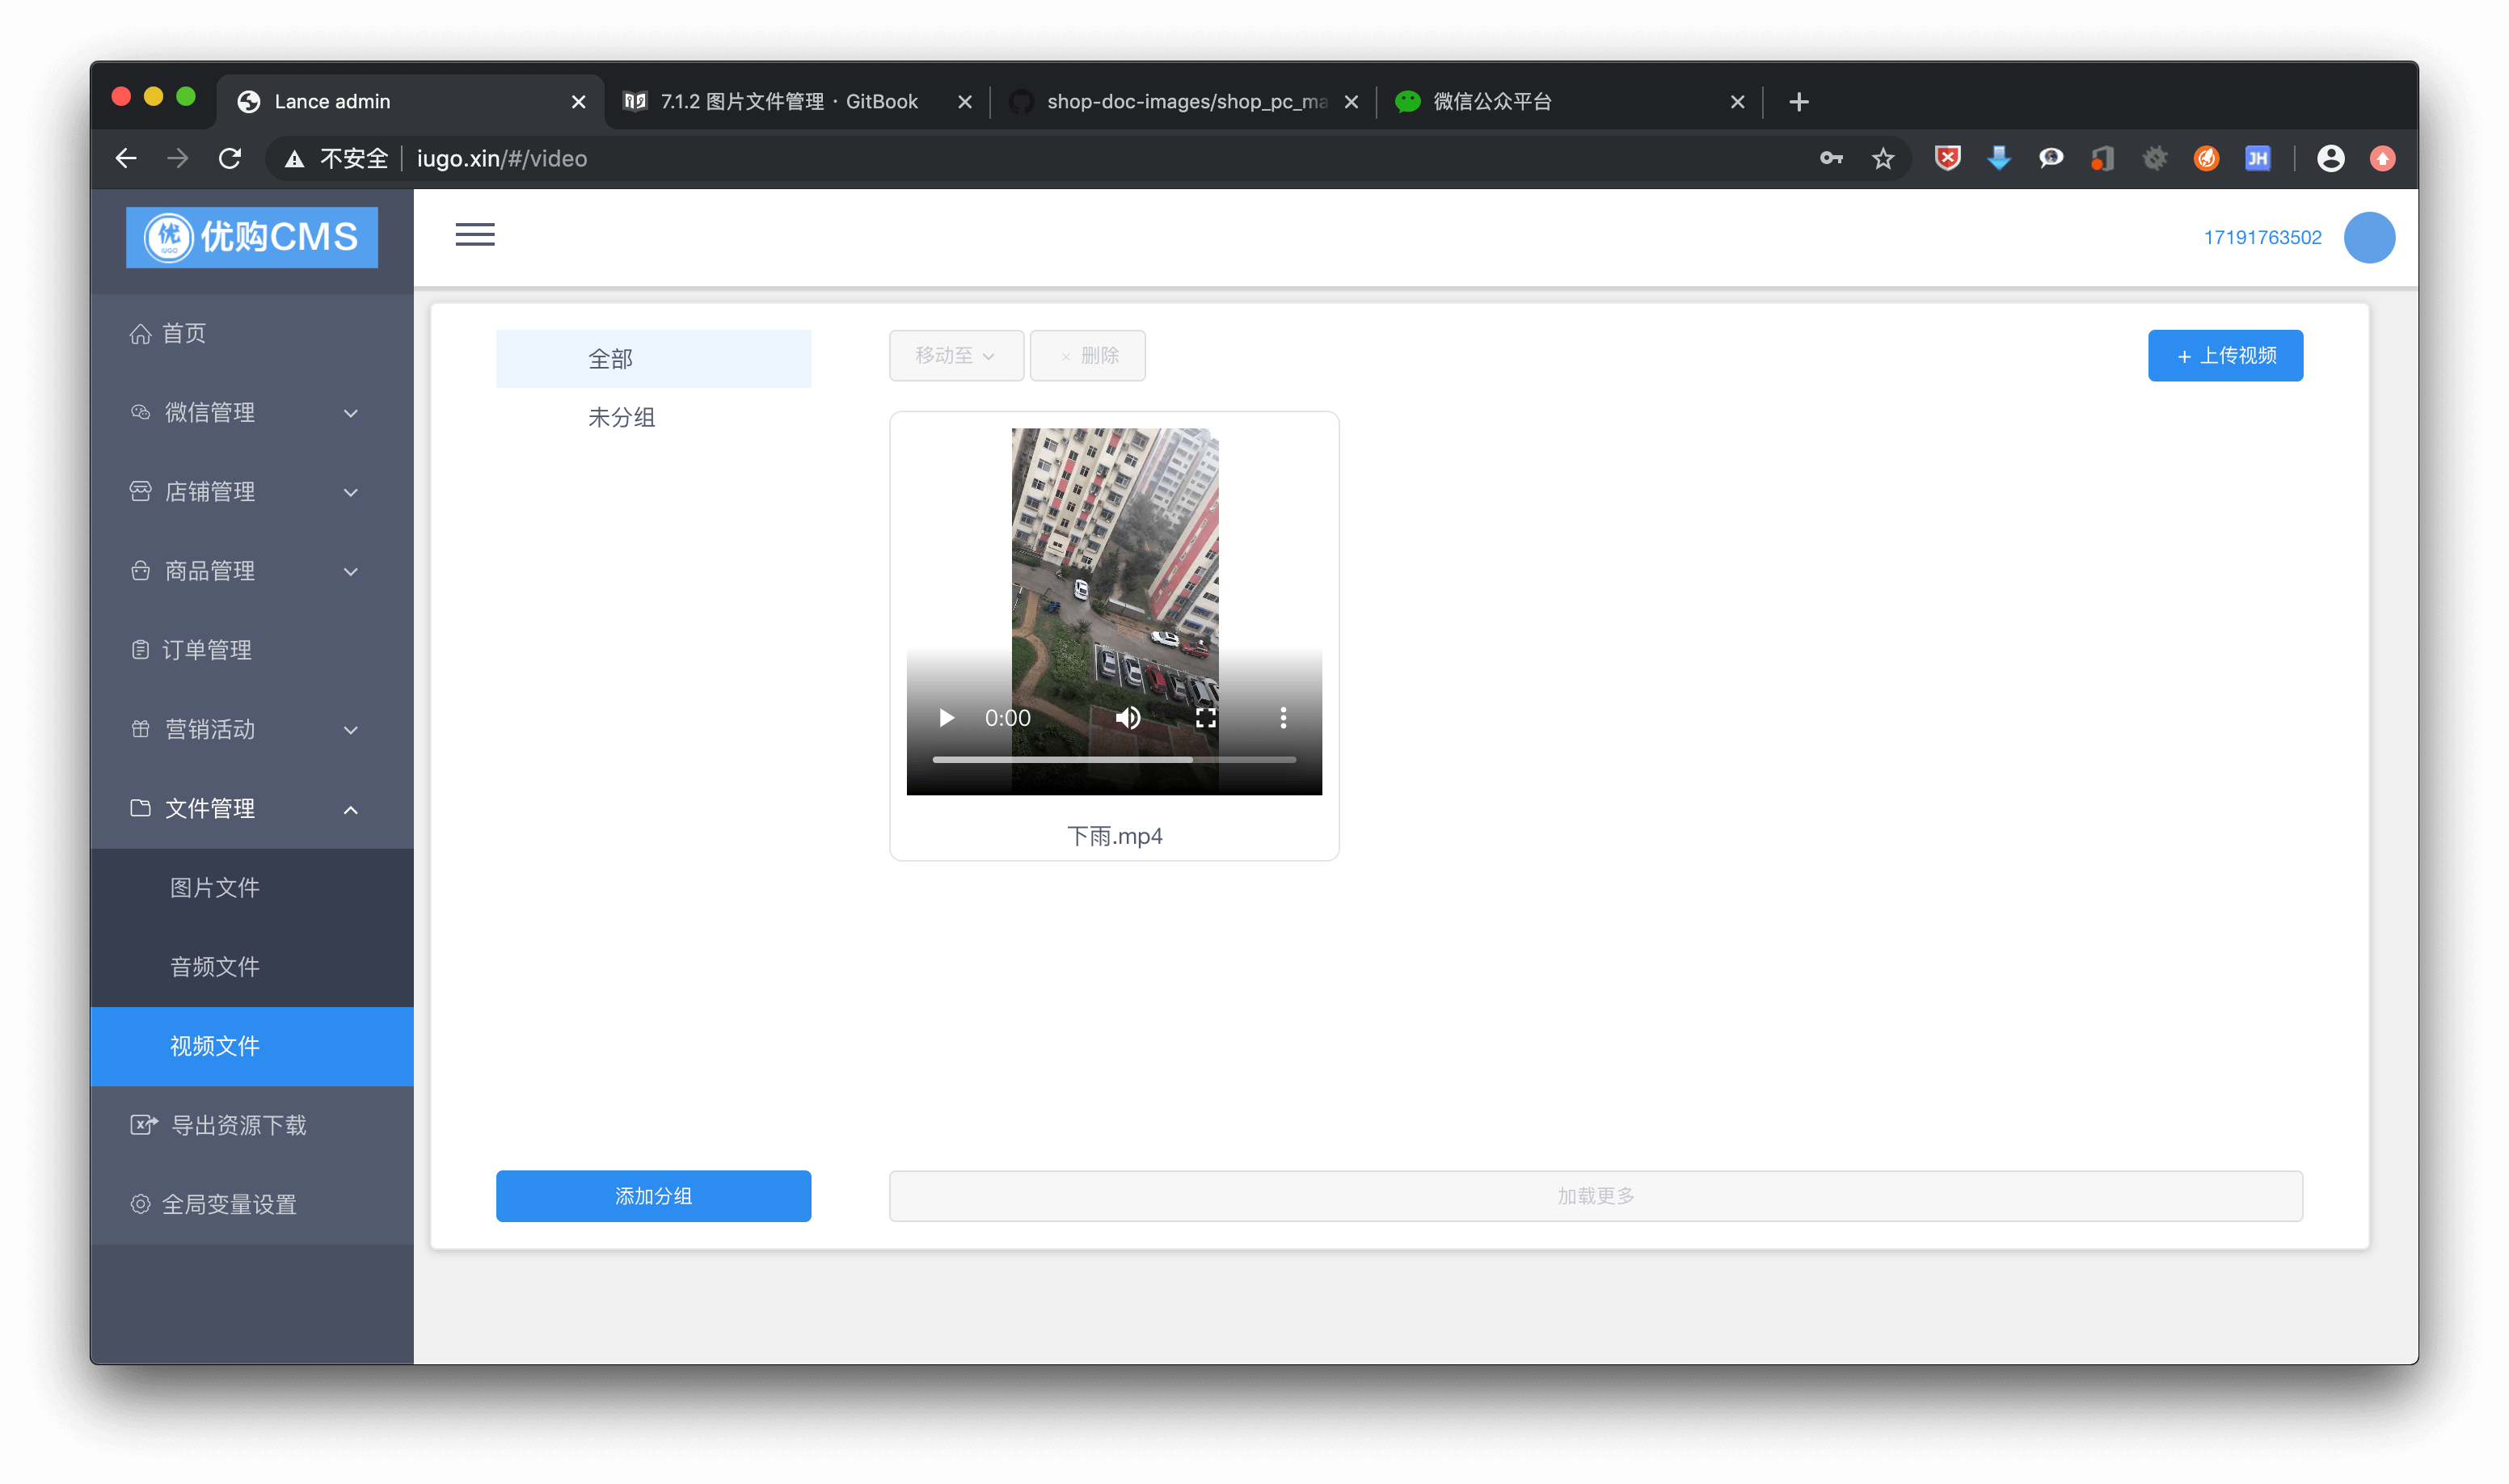 Lance admin
7.1.2 图片文件管理 · GitBook
shop-doc-images/shop_pc_ma
微信公众平台
不安全
iugo.xin/#/video
JH
优
IUGO
优购CMS
17191763502
首页
微信管理
店铺管理
商品管理
订单管理
营销活动
文件管理
图片文件
音频文件
视频文件
导出资源下载
全局变量设置
全部
未分组
移动至
× 删除
+ 上传视频
0:00
下雨.mp4
添加分组
加载更多